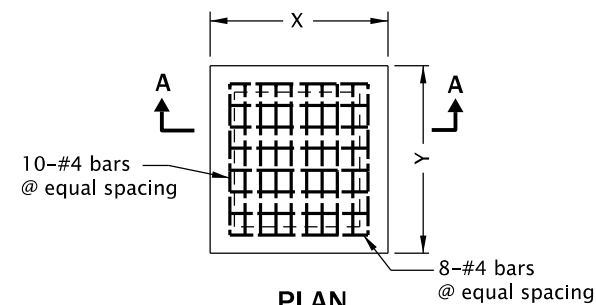 X
A
A
Y
10-#4 bars
@ equal spacing
8-#4 bars
@ equal spacing
PLAN